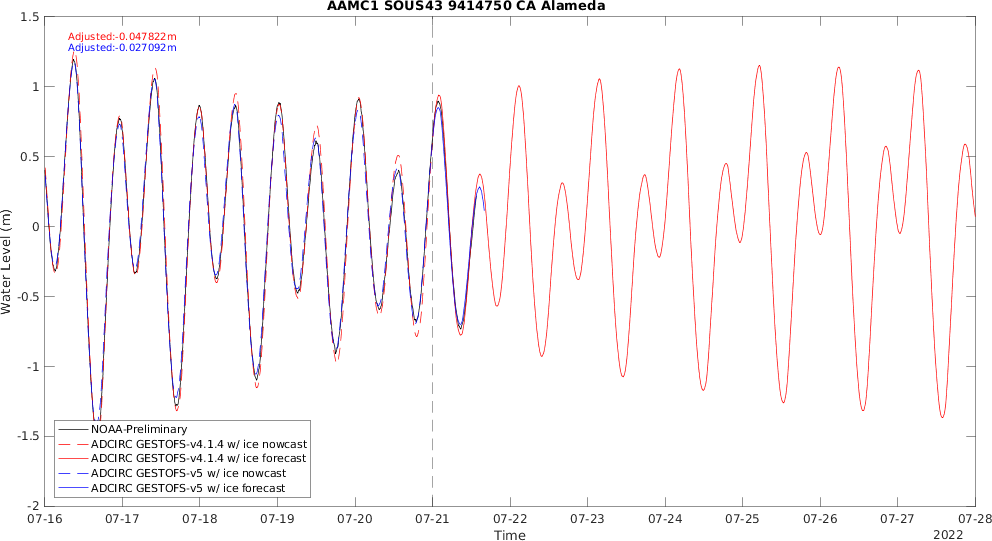 AAMC1 SOUS43 9414750 CA Alameda
Adjusted:-0.047822m
Adjusted:-0.027092m
Water Level (m)
1.5
1
0.5
0
-0.5
-1
-1.5
-2
NOAA-Preliminary
ADCIRC GESTOFS-v4.1.4 w/ ice nowcast
ADCIRC GESTOFS-v4.1.4 w/ ice forecast
ADCIRC GESTOFS-v5 w/ ice nowcast
ADCIRC GESTOFS-v5 w/ ice forecast
07-16 07-17 07-18 07-19 07-20 07-21 07-22 07-23 07-24 07-25 07-26 07-27 07-28
Time
2022